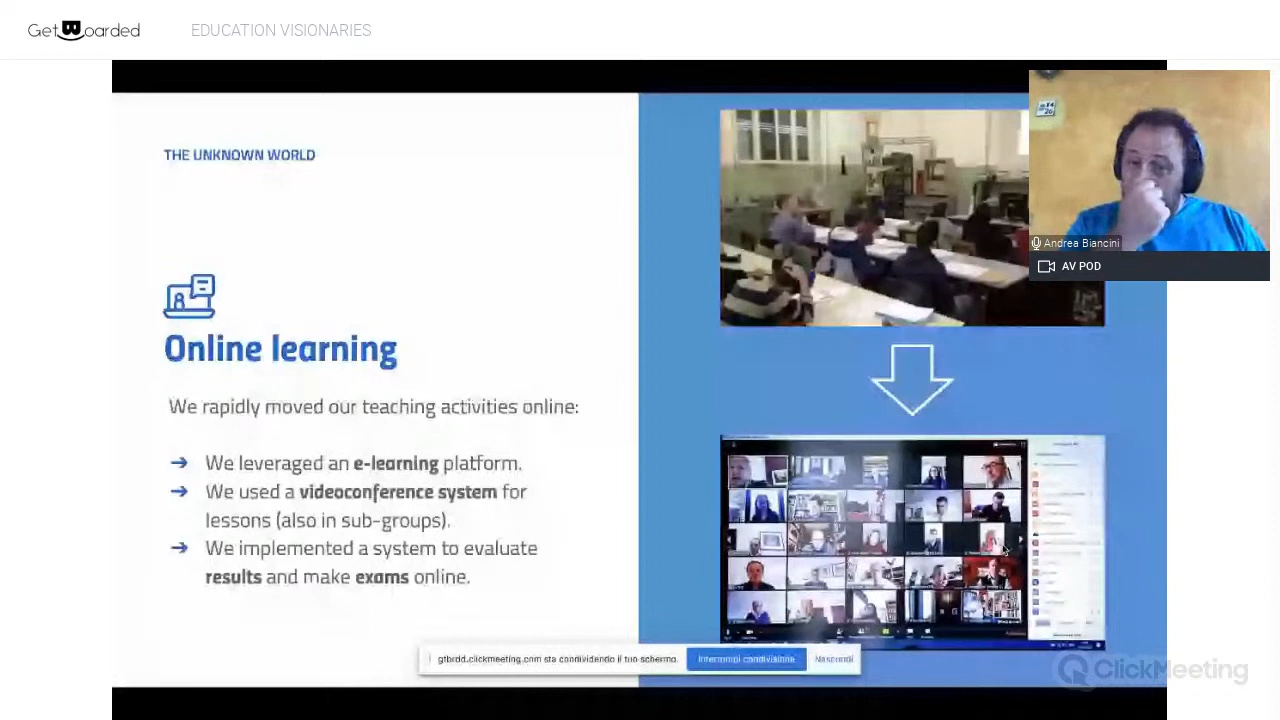 GetBoarded
EDUCATION VISIONARIES
THE UNKNOWN WORLD
Andrea Biancini
AV POD
Online learning
We rapidly moved our teaching activities online:
➔ We leveraged an e-learning platform.
➔ We used a videoconference system for
lessons (also in sub-groups).
➔ We implemented a system to evaluate
results and make exams online.
gtbrdd.clickmeeting.com sta condividendo il tuo schermo.
Interrompi condivisione
Nascondi
ClickMeeting